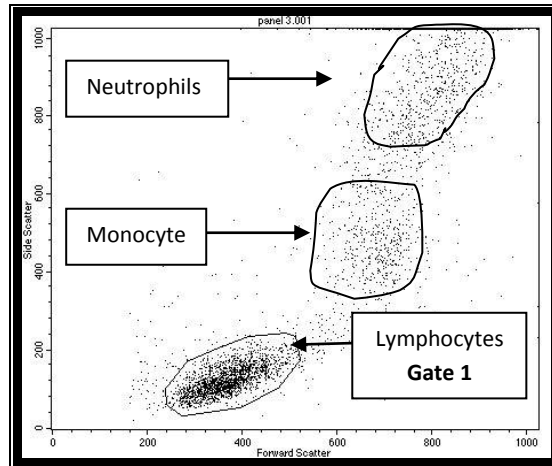 panel 3.001
Neutrophils
Monocyte
Lymphocytes
Gate 1
Side Scatter
1000
800
600
400
200
0
0
200
400
600
800
1000
Forward Scatter